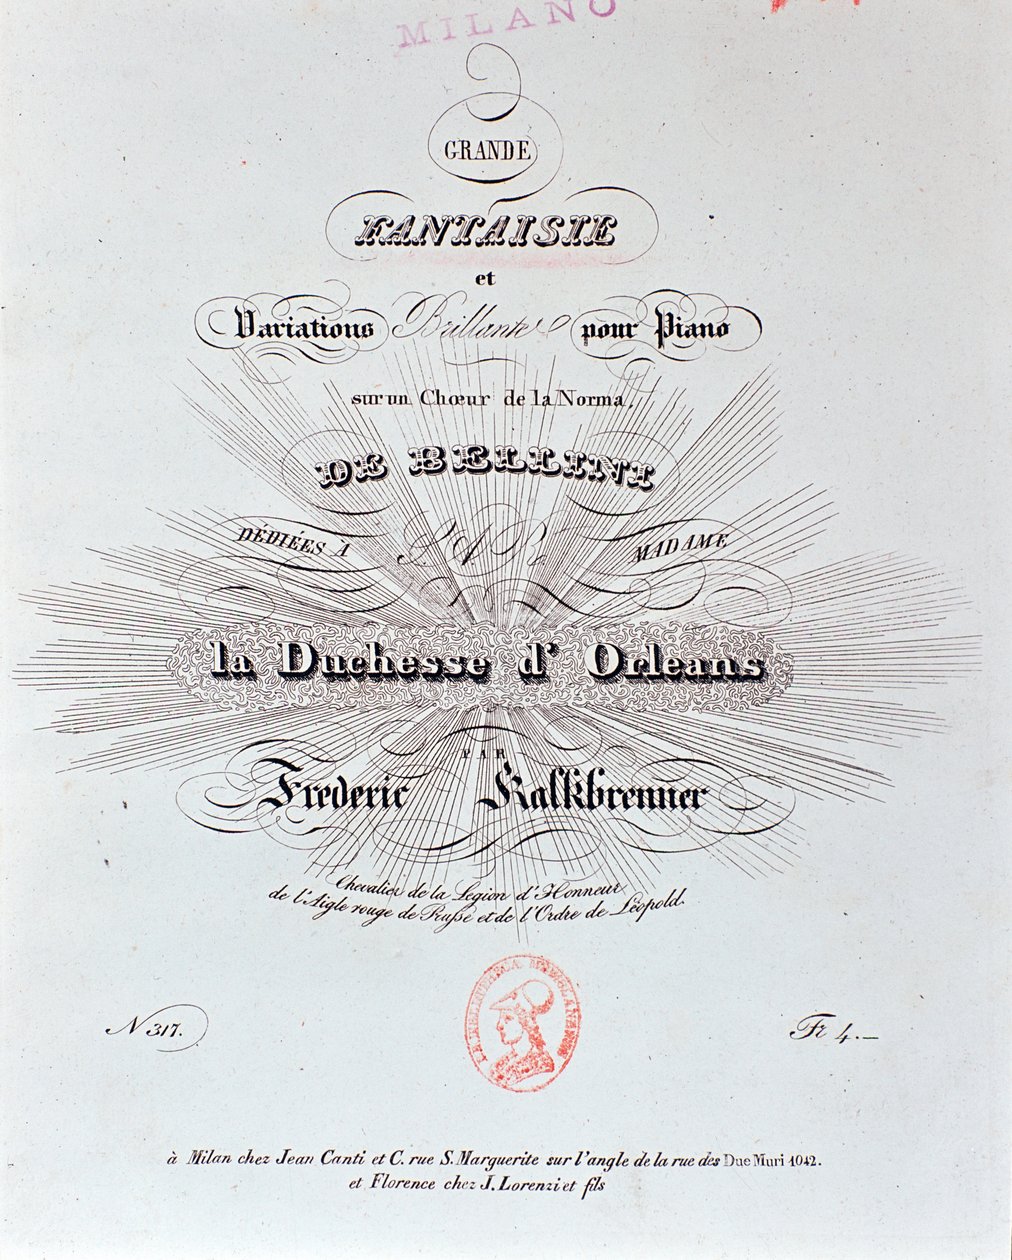 MILANO
GRANDE
FANTAISIE
et
Variations Brillante pour Piano
sur un Chœur de la Norma.
DE BELLINI
DÉDIÉES À S.A.R. MADAME
la Duchesse d'Orleans
PAR
Frederic Kalkbrenner
Chevalier de la Legion d'Honneur
de l'Aigle rouge de Russe et de l'Ordre de Léopold.
N 317.
Fr 4.—
à Milan chez Jean Canti et C. rue S. Marguerite sur l'angle de la rue des Due Muri 1042.
et Florence chez J. Lorenzi et fils